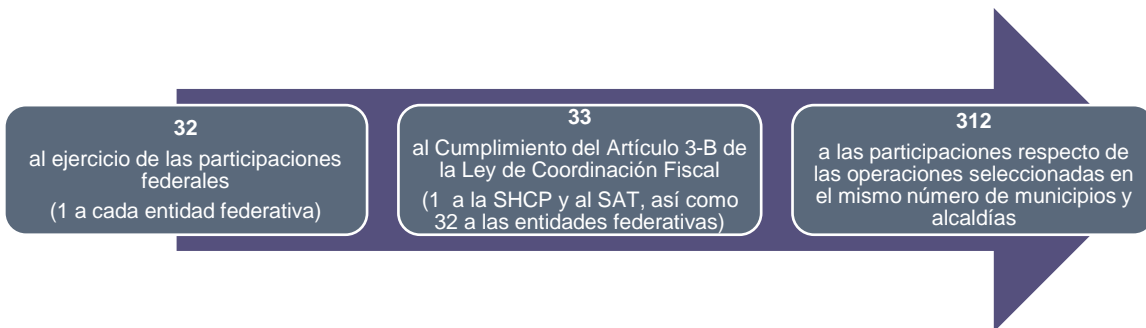 32
al ejercicio de las participaciones
federales
(1 a cada entidad federativa)
33
al Cumplimiento del Artículo 3-B de
la Ley de Coordinación Fiscal
(1 a la SHCP y al SAT, así como
32 a las entidades federativas)
312
a las participaciones respecto de
las operaciones seleccionadas en
el mismo número de municipios y
alcaldías